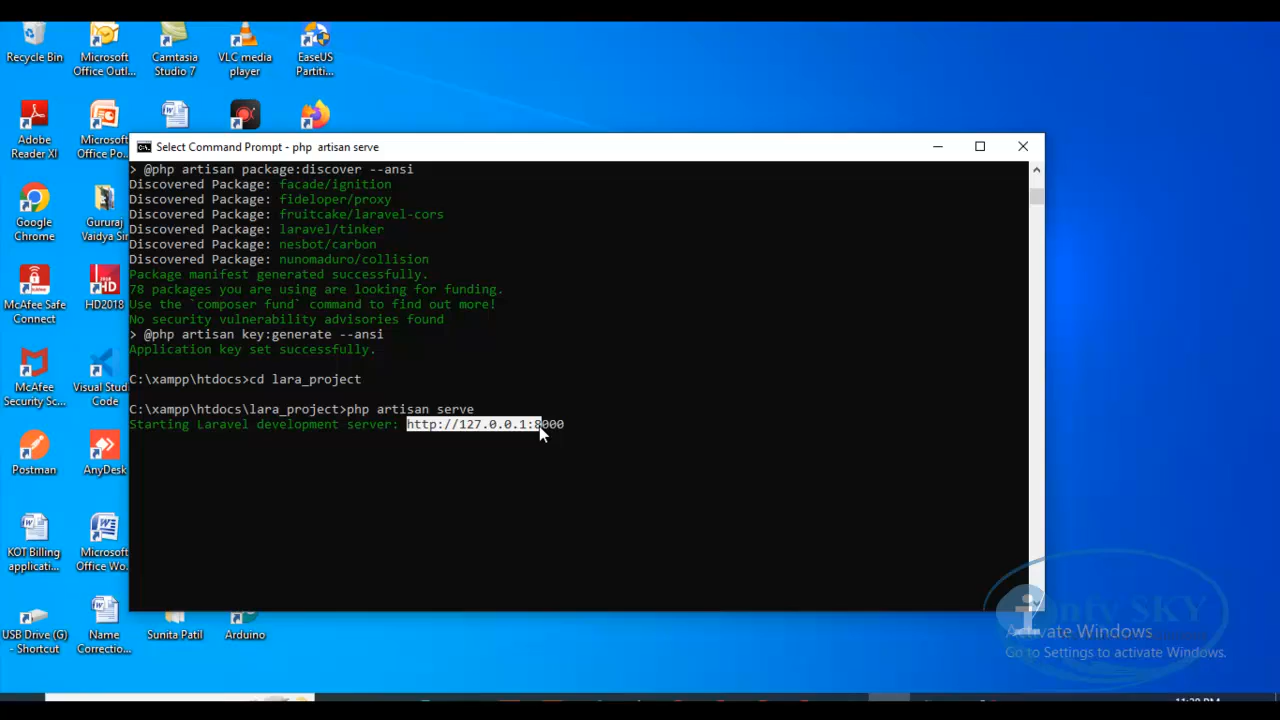 Recycle Bin
Microsoft
Office Outl...
Camtasia
Studio 7
VLC media
player
EaseUS
Partiti...
Adobe
Reader XI
Microsoft
Office Po...
Select Command Prompt - php  artisan serve
> @php artisan package:discover --ansi
Discovered Package: facade/ignition
Discovered Package: fideloper/proxy
Discovered Package: fruitcake/laravel-cors
Discovered Package: laravel/tinker
Discovered Package: nesbot/carbon
Discovered Package: nunomaduro/collision
Package manifest generated successfully.
78 packages you are using are looking for funding.
Use the `composer fund` command to find out more!
No security vulnerability advisories found
> @php artisan key:generate --ansi
Application key set successfully.
C:\xampp\htdocs>cd lara_project
C:\xampp\htdocs\lara_project>php artisan serve
Starting Laravel development server: http://127.0.0.1:8000
Google
Chrome
Gururaj
Vaidya Sir
McAfee Safe
Connect
HD2018
McAfee
Security Sc...
Visual Stud
Code
Postman
AnyDesk
KOT Billing
applicati...
Microsoft
Office Wo..
USB Drive (G)
- Shortcut
Name
Correctio...
Sunita Patil
Arduino
SKY
Activate Windows
Go to Settings to activate Windows.